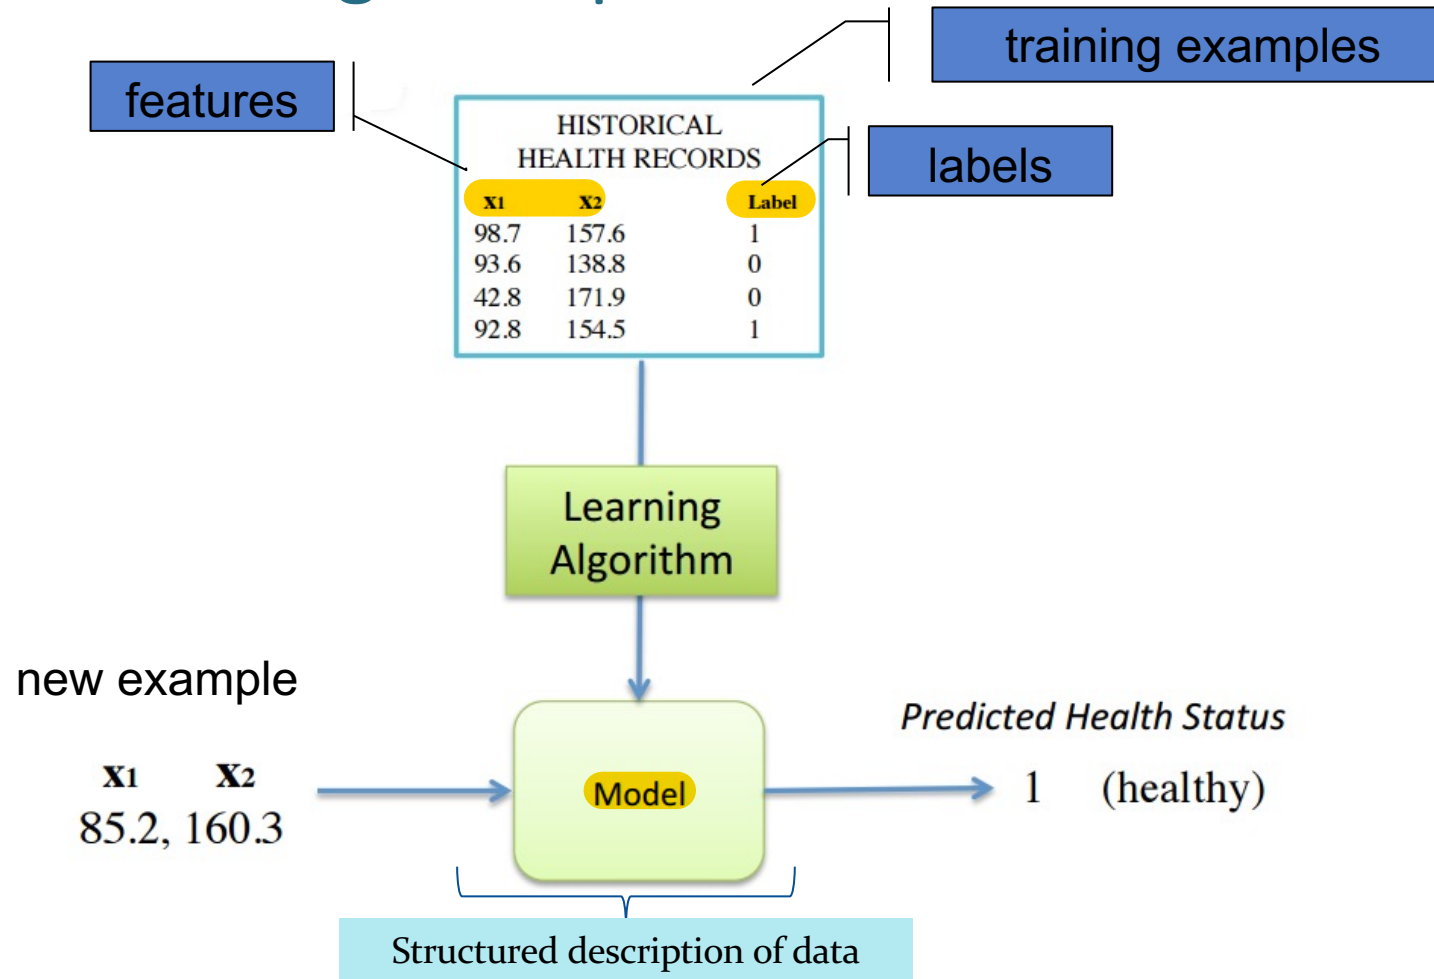 training examples
features
HISTORICAL
HEALTH RECORDS
labels
x1 x2 Label
98.7 157.6 1
93.6 138.8 0
42.8 171.9 0
92.8 154.5 1
Learning
Algorithm
new example
Predicted Health Status
x1 x2
85.2, 160.3
Model
1 (healthy)
Structured description of data